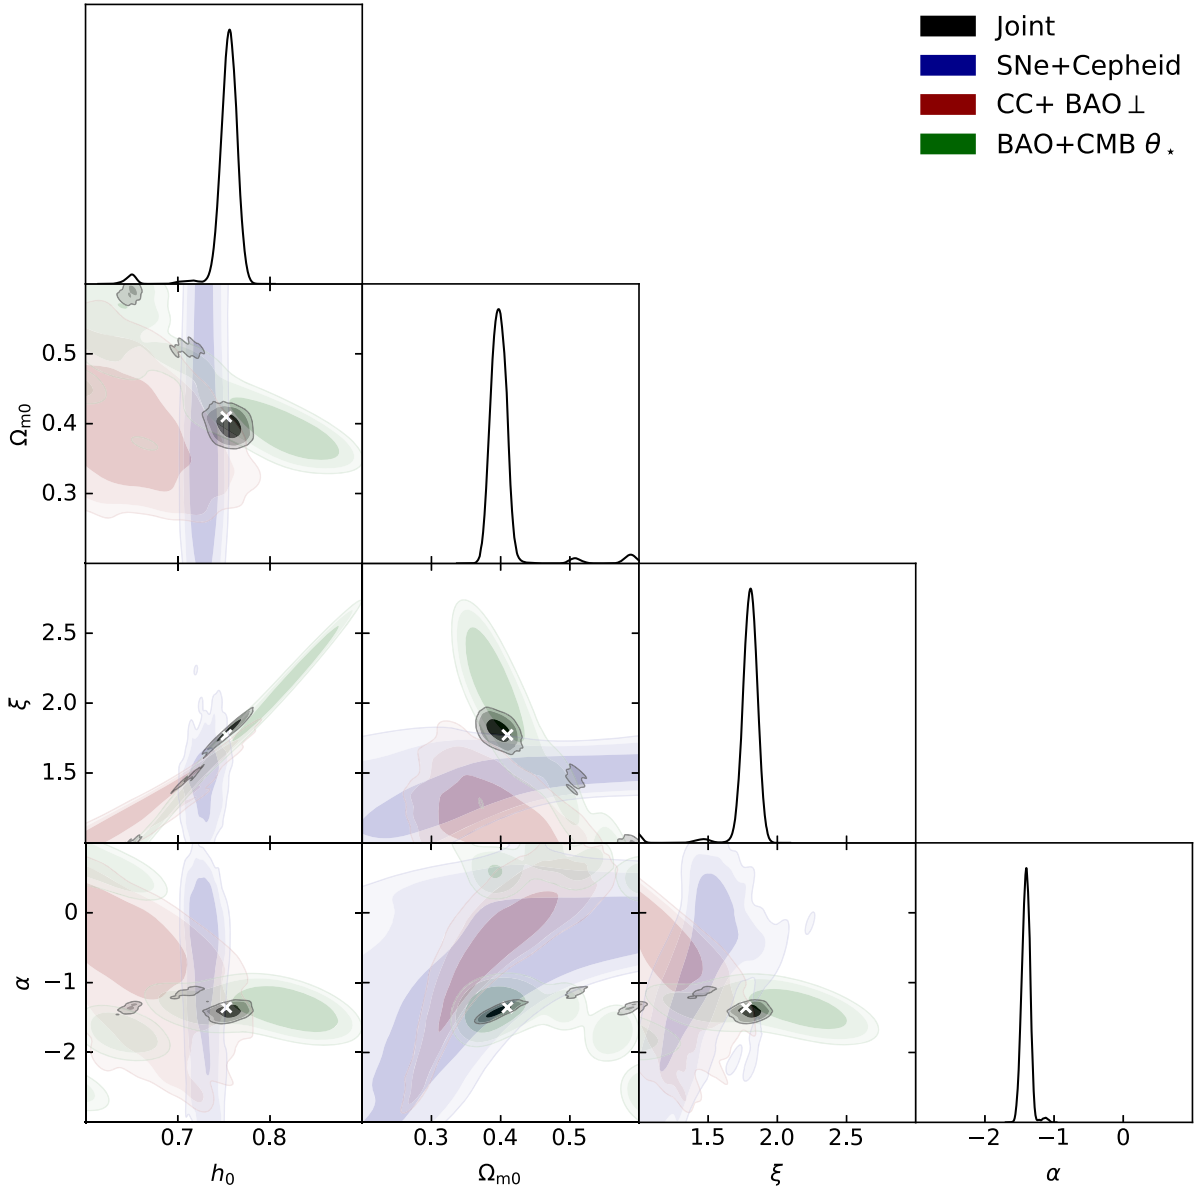 Joint
SNe+Cepheid
CC+ BAO ⊥
BAO+CMB θ⋆
Ωm0
0.5
0.4
0.3
ξ
2.5
2.0
1.5
α
0
−1
−2
0.7 0.8 0.3 0.4 0.5 1.5 2.0 2.5 −2 −1 0
h0 Ωm0 ξ α